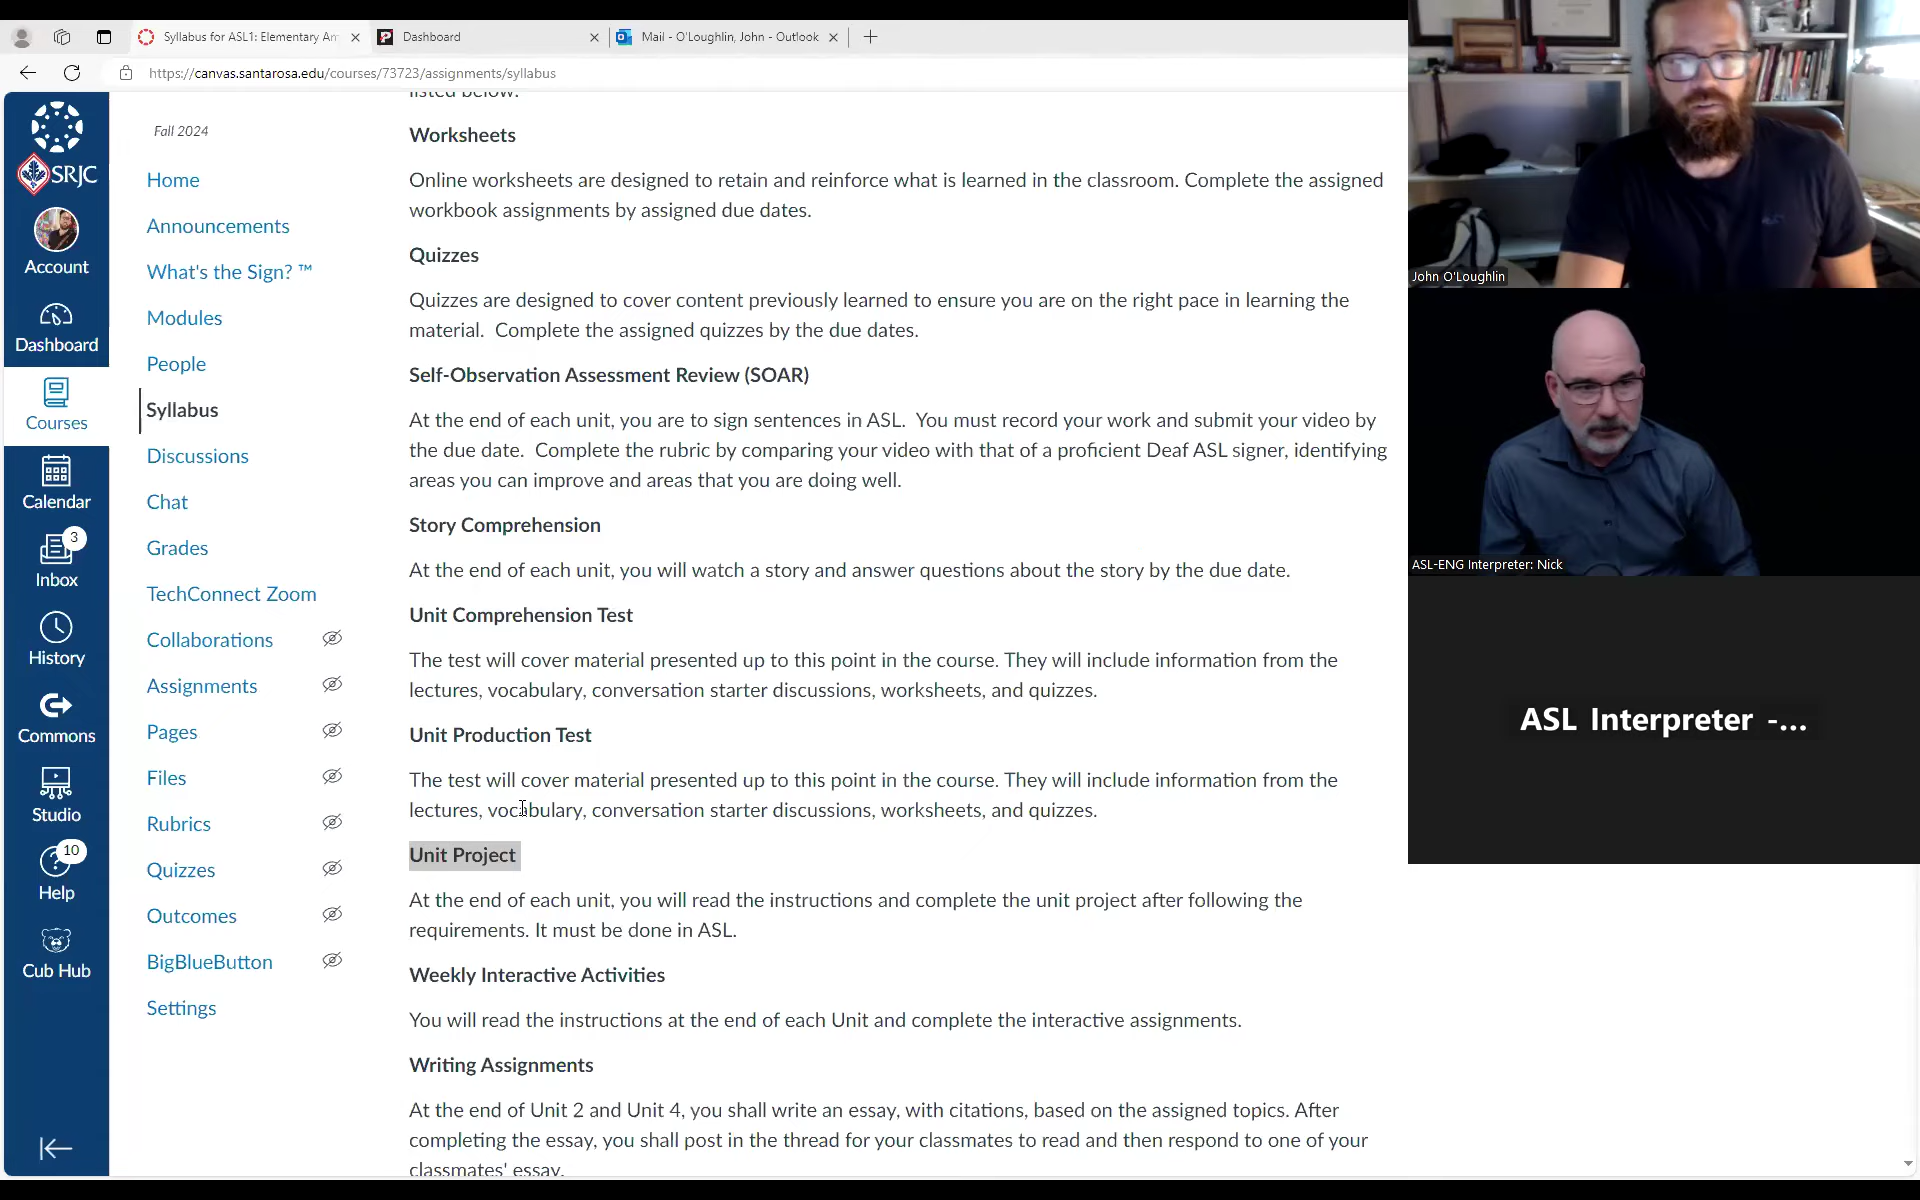 Syllabus for ASL1: Elementary Am
Dashboard
Mail - O'Loughlin, John - Outlook
https://canvas.santarosa.edu/courses/73723/assignments/syllabus
SRJC
Account
Dashboard
Courses
Calendar
3
Inbox
History
Commons
Studio
10
Help
Cub Hub
Fall 2024
Home
Announcements
What's the Sign? ™
Modules
People
Syllabus
Discussions
Chat
Grades
TechConnect Zoom
Collaborations
Assignments
Pages
Files
Rubrics
Quizzes
Outcomes
BigBlueButton
Settings
listed below.
Worksheets
Online worksheets are designed to retain and reinforce what is learned in the classroom. Complete the assigned
workbook assignments by assigned due dates.
Quizzes
Quizzes are designed to cover content previously learned to ensure you are on the right pace in learning the
material.  Complete the assigned quizzes by the due dates.
Self-Observation Assessment Review (SOAR)
At the end of each unit, you are to sign sentences in ASL.  You must record your work and submit your video by
the due date.  Complete the rubric by comparing your video with that of a proficient Deaf ASL signer, identifying
areas you can improve and areas that you are doing well.
Story Comprehension
At the end of each unit, you will watch a story and answer questions about the story by the due date.
Unit Comprehension Test
The test will cover material presented up to this point in the course. They will include information from the
lectures, vocabulary, conversation starter discussions, worksheets, and quizzes.
Unit Production Test
The test will cover material presented up to this point in the course. They will include information from the
lectures, vocabulary, conversation starter discussions, worksheets, and quizzes.
Unit Project
At the end of each unit, you will read the instructions and complete the unit project after following the
requirements. It must be done in ASL.
Weekly Interactive Activities
You will read the instructions at the end of each Unit and complete the interactive assignments.
Writing Assignments
At the end of Unit 2 and Unit 4, you shall write an essay, with citations, based on the assigned topics. After
completing the essay, you shall post in the thread for your classmates to read and then respond to one of your
classmates' essay.
John O'Loughlin
ASL-ENG Interpreter: Nick
ASL Interpreter -...